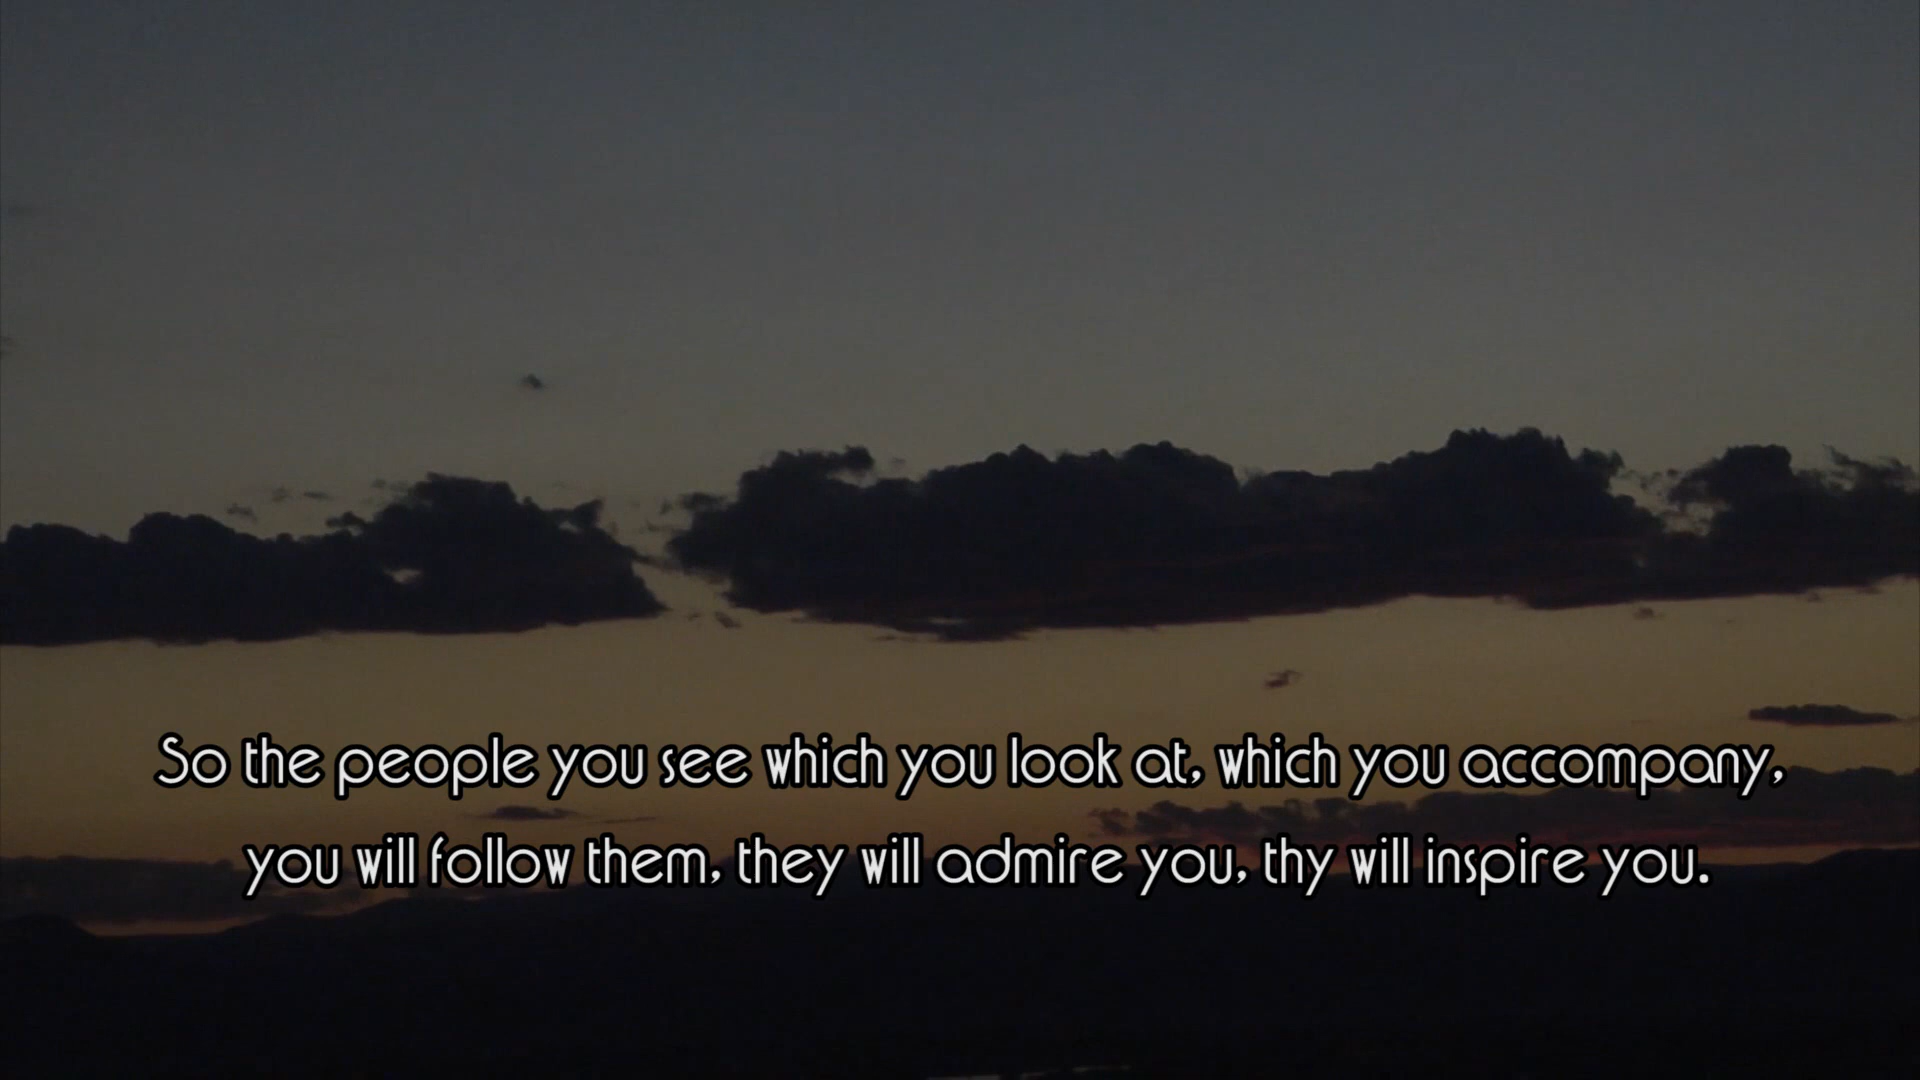 So the people you see which you look at, which you accompany,
you will follow them, they will admire you, thy will inspire you.